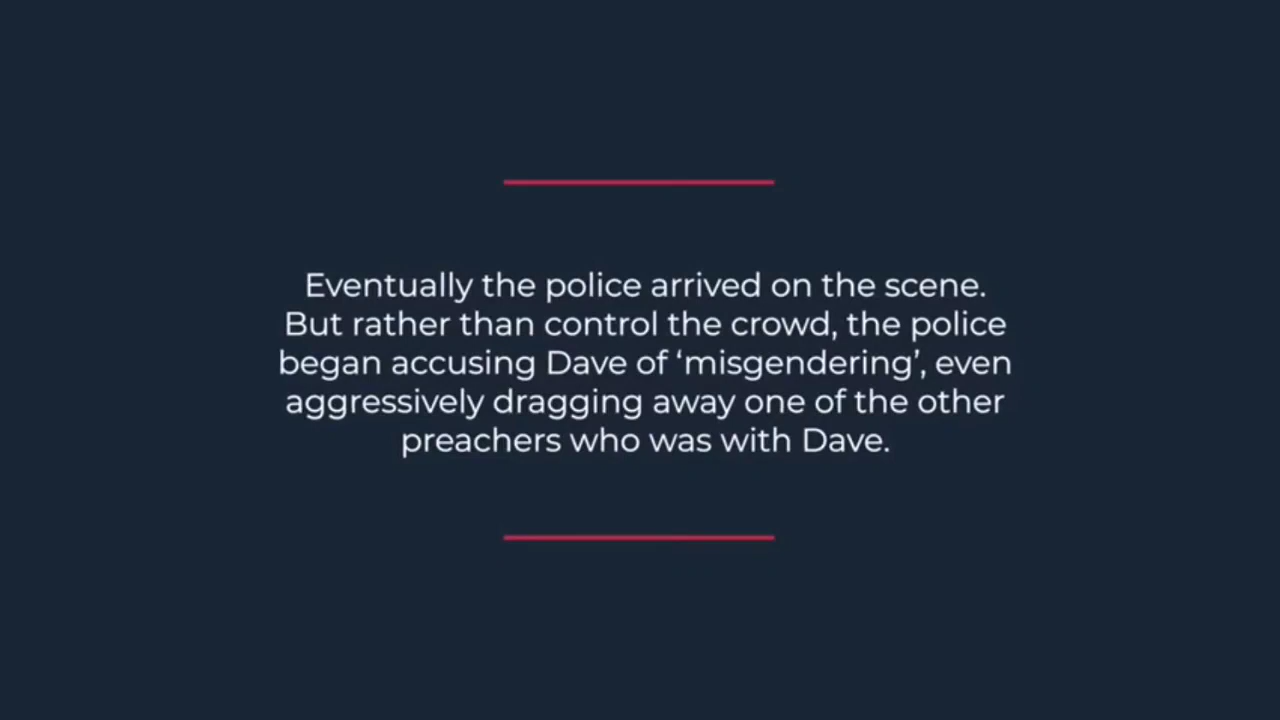 Eventually the police arrived on the scene.
But rather than control the crowd, the police
began accusing Dave of ‘misgendering’, even
aggressively dragging away one of the other
preachers who was with Dave.